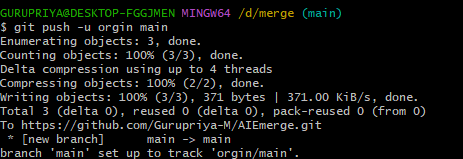 GURUPRIYA@DESKTOP-FGGJMEN MINGW64 /d/merge (main)
$ git push -u orgin main
Enumerating objects: 3, done.
Counting objects: 100% (3/3), done.
Delta compression using up to 4 threads
Compressing objects: 100% (2/2), done.
Writing objects: 100% (3/3), 371 bytes | 371.00 KiB/s, done.
Total 3 (delta 0), reused 0 (delta 0), pack-reused 0 (from 0)
To https://github.com/Gurupriya-M/AIEmerge.git
 * [new branch]      main -> main
branch 'main' set up to track 'orgin/main'.